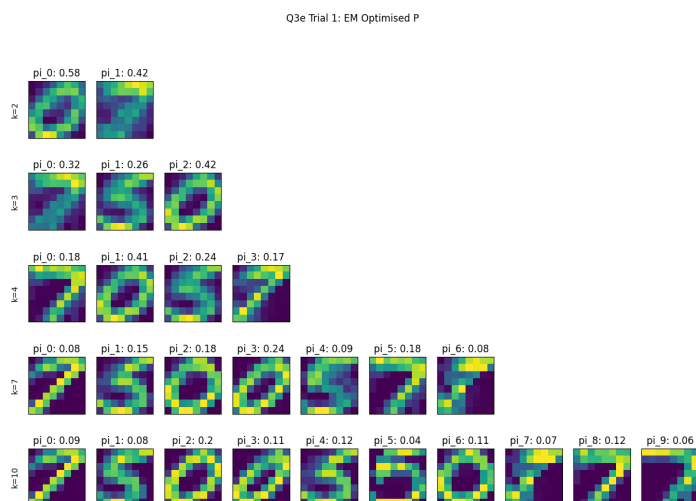 Q3e Trial 1: EM Optimised P
pi_0: 0.58 pi_1: 0.42
k=2
pi_0: 0.32 pi_1: 0.26 pi_2: 0.42
k=3
pi_0: 0.18 pi_1: 0.41 pi_2: 0.24 pi_3: 0.17
k=4
pi_0: 0.08 pi_1: 0.15 pi_2: 0.18 pi_3: 0.24 pi_4: 0.09 pi_5: 0.18 pi_6: 0.08
k=7
pi_0: 0.09 pi_1: 0.08 pi_2: 0.2 pi_3: 0.11 pi_4: 0.12 pi_5: 0.04 pi_6: 0.11 pi_7: 0.07 pi_8: 0.12 pi_9: 0.06
k=10